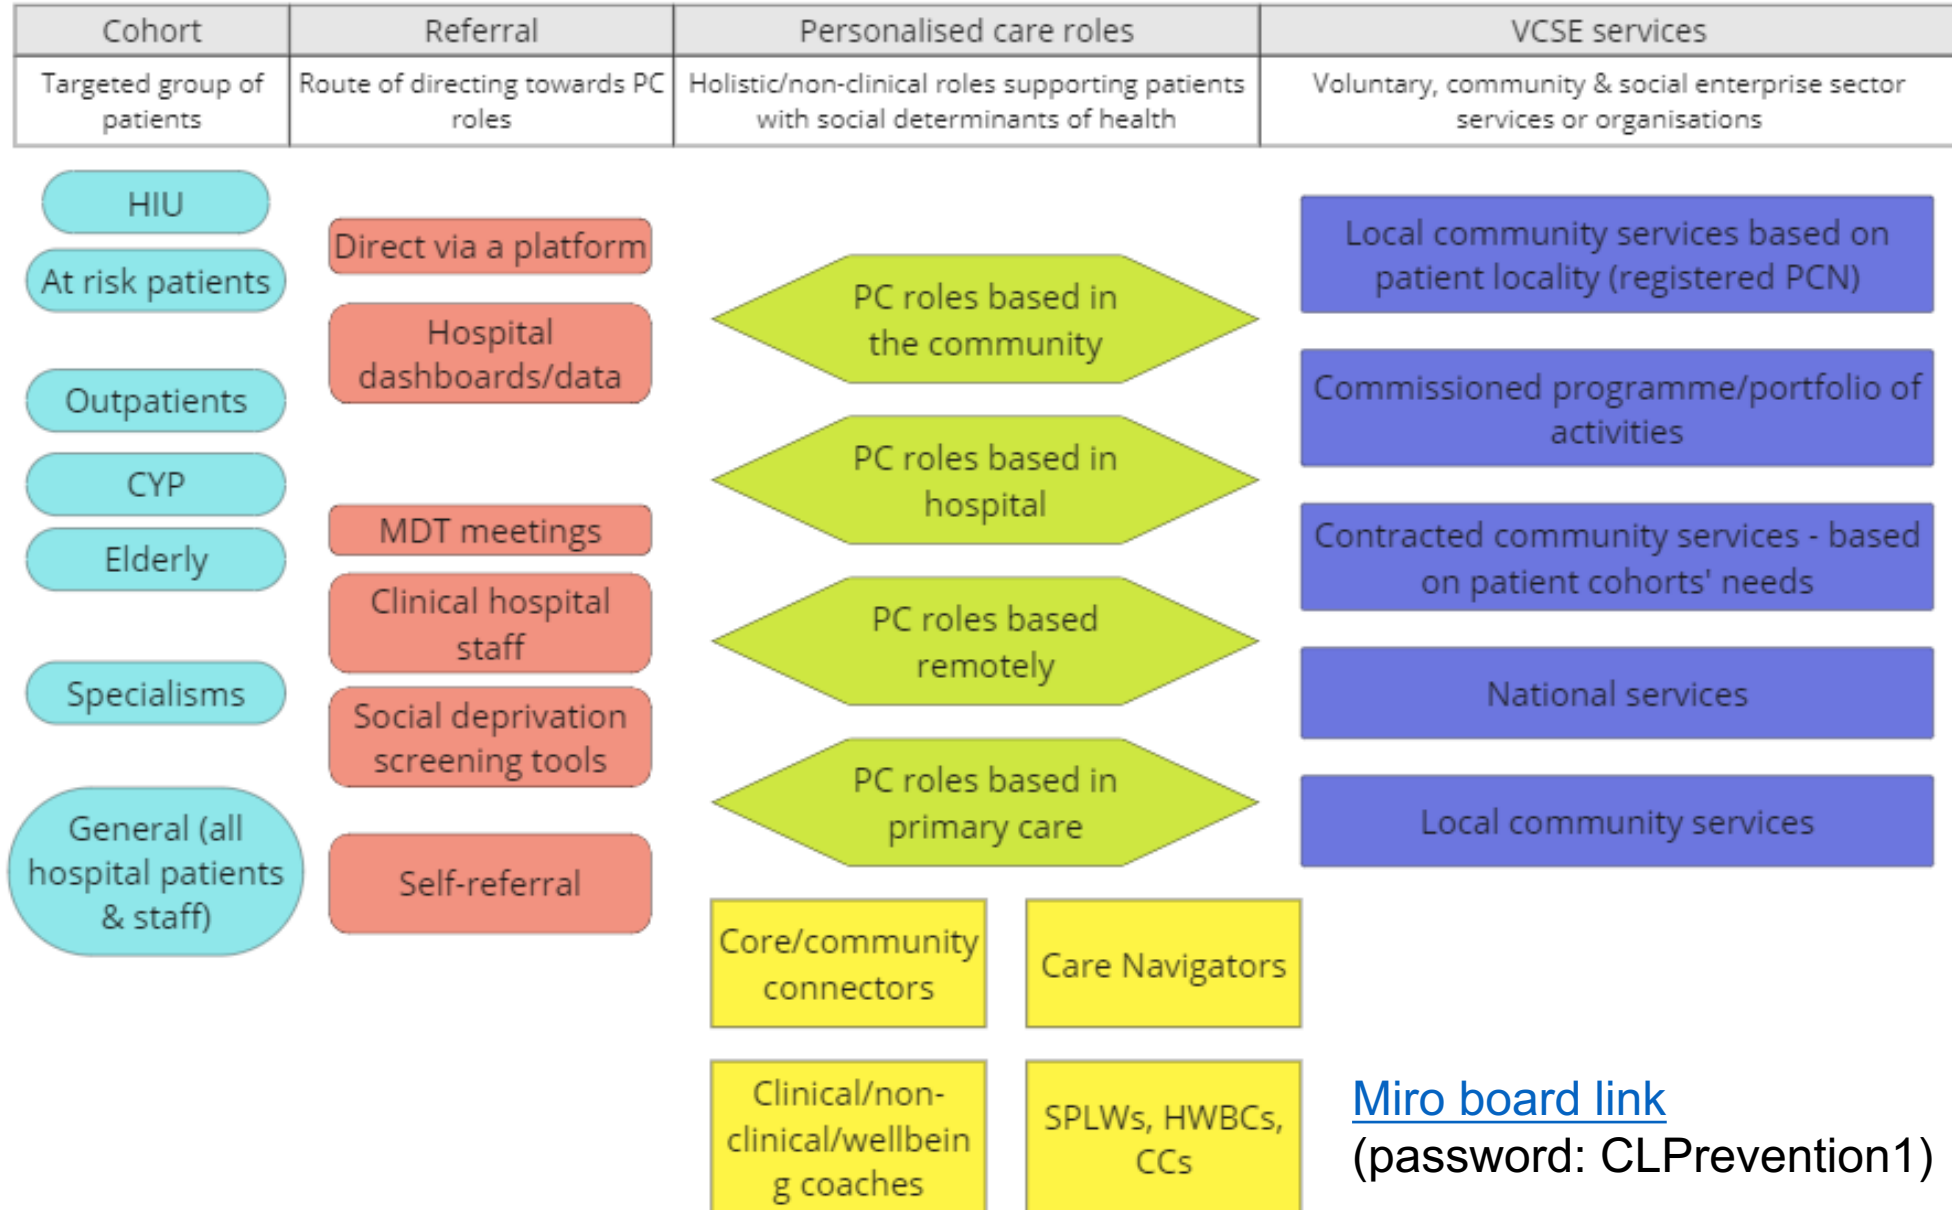 Cohort
Referral
Personalised care roles
VCSE services
Targeted group of
patients
Route of directing towards PC
roles
Holistic/non-clinical roles supporting patients
with social determinants of health
Voluntary, community & social enterprise sector
services or organisations
HIU
At risk patients
Outpatients
CYP
Elderly
Specialisms
General (all
hospital patients
& staff)
Direct via a platform
Hospital
dashboards/data
MDT meetings
Clinical hospital
staff
Social deprivation
screening tools
Self-referral
PC roles based in
the community
PC roles based in
hospital
PC roles based
remotely
PC roles based in
primary care
Core/community
connectors
Care Navigators
Clinical/non-
clinical/wellbein
g coaches
SPLWs, HWBCs,
CCs
Local community services based on
patient locality (registered PCN)
Commissioned programme/portfolio of
activities
Contracted community services - based
on patient cohorts' needs
National services
Local community services
Miro board link
(password: CLPrevention1)